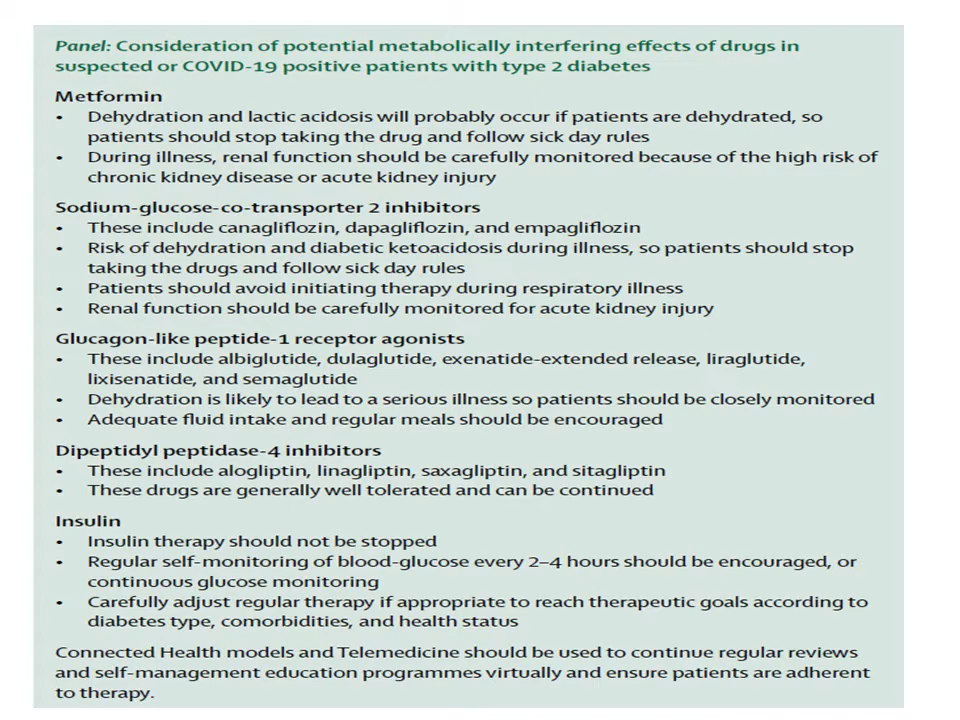 Panel: Consideration of potential metabolically interfering effects of drugs in
suspected or COVID-19 positive patients with type 2 diabetes
Metformin
• Dehydration and lactic acidosis will probably occur if patients are dehydrated, so
patients should stop taking the drug and follow sick day rules
• During illness, renal function should be carefully monitored because of the high risk of
chronic kidney disease or acute kidney injury
Sodium-glucose-co-transporter 2 inhibitors
• These include canagliflozin, dapagliflozin, and empagliflozin
• Risk of dehydration and diabetic ketoacidosis during illness, so patients should stop
taking the drugs and follow sick day rules
• Patients should avoid initiating therapy during respiratory illness
• Renal function should be carefully monitored for acute kidney injury
Glucagon-like peptide-1 receptor agonists
• These include albiglutide, dulaglutide, exenatide-extended release, liraglutide,
lixisenatide, and semaglutide
• Dehydration is likely to lead to a serious illness so patients should be closely monitored
• Adequate fluid intake and regular meals should be encouraged
Dipeptidyl peptidase-4 inhibitors
• These include alogliptin, linagliptin, saxagliptin, and sitagliptin
• These drugs are generally well tolerated and can be continued
Insulin
• Insulin therapy should not be stopped
• Regular self-monitoring of blood-glucose every 2–4 hours should be encouraged, or
continuous glucose monitoring
• Carefully adjust regular therapy if appropriate to reach therapeutic goals according to
diabetes type, comorbidities, and health status
Connected Health models and Telemedicine should be used to continue regular reviews
and self-management education programmes virtually and ensure patients are adherent
to therapy.